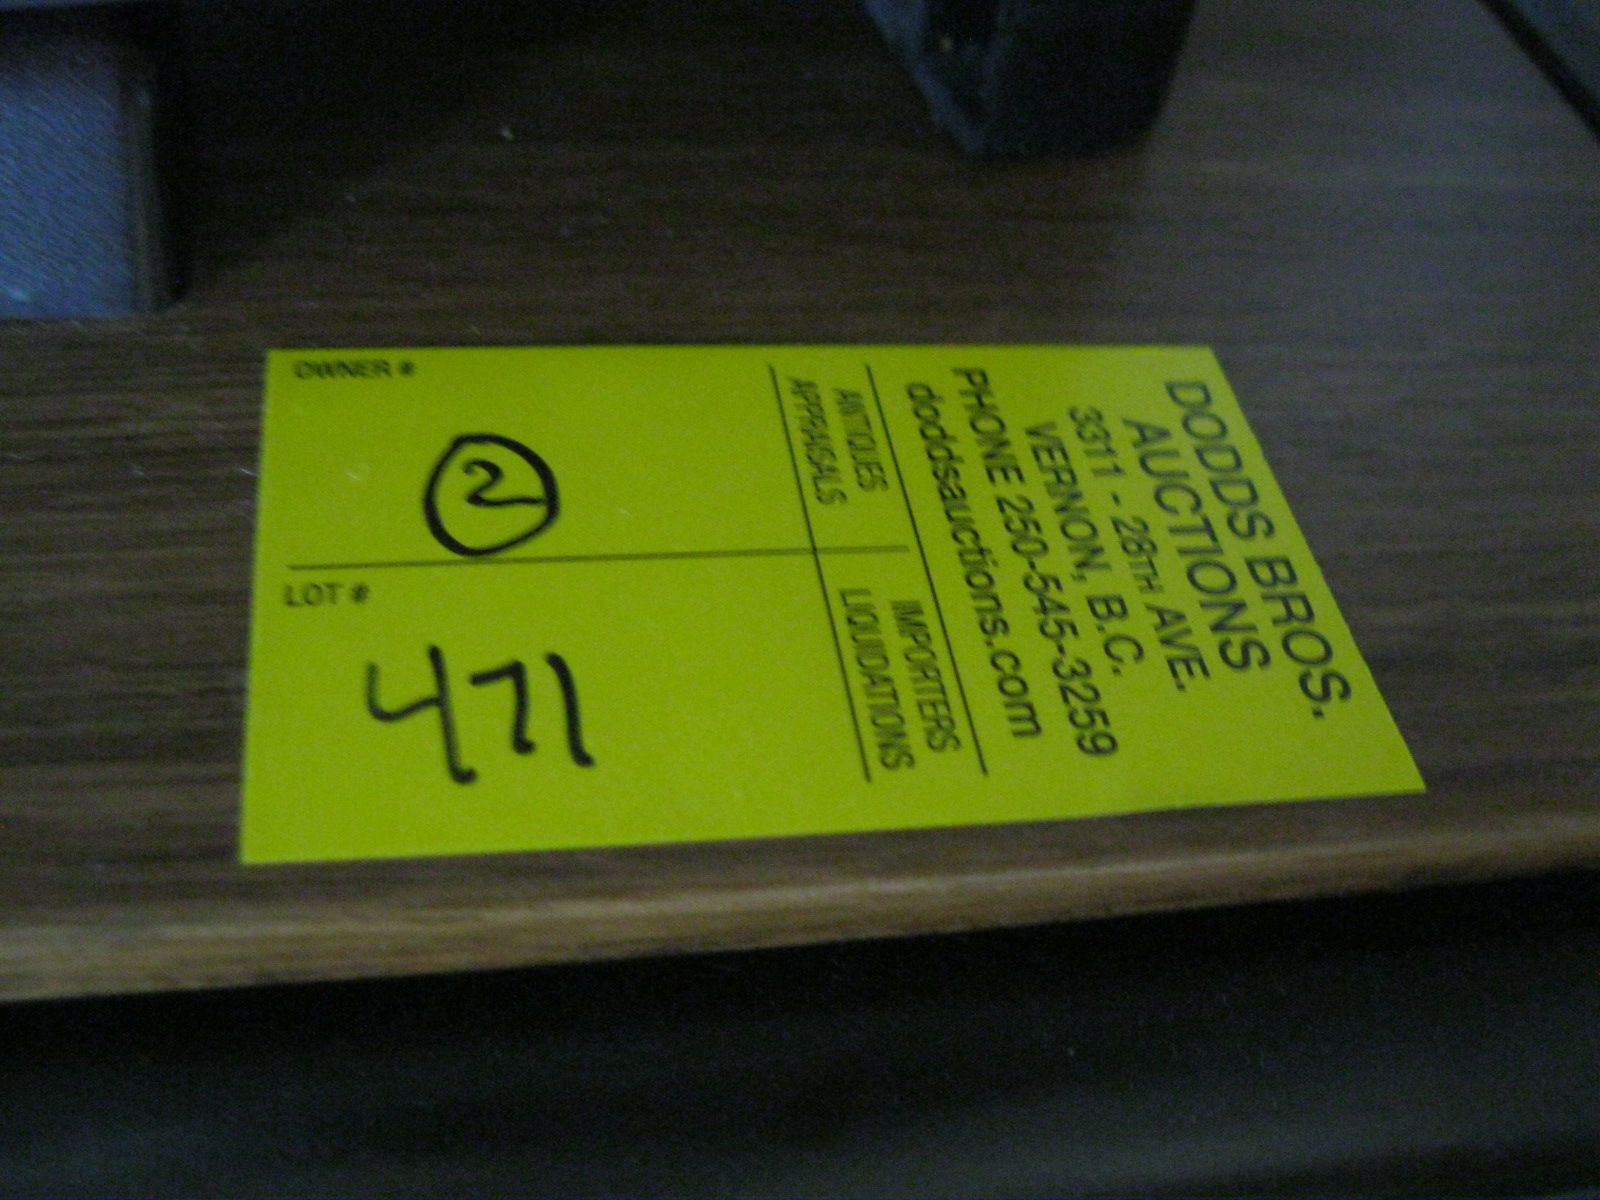 DODDS BROS.
AUCTIONS
3311 - 28TH AVE.
VERNON, B.C.
PHONE 250-545-3259
doddsauctions.com
ANTIQUES
APPRAISALS
IMPORTERS
LIQUIDATIONS
OWNER #
2
LOT #
471